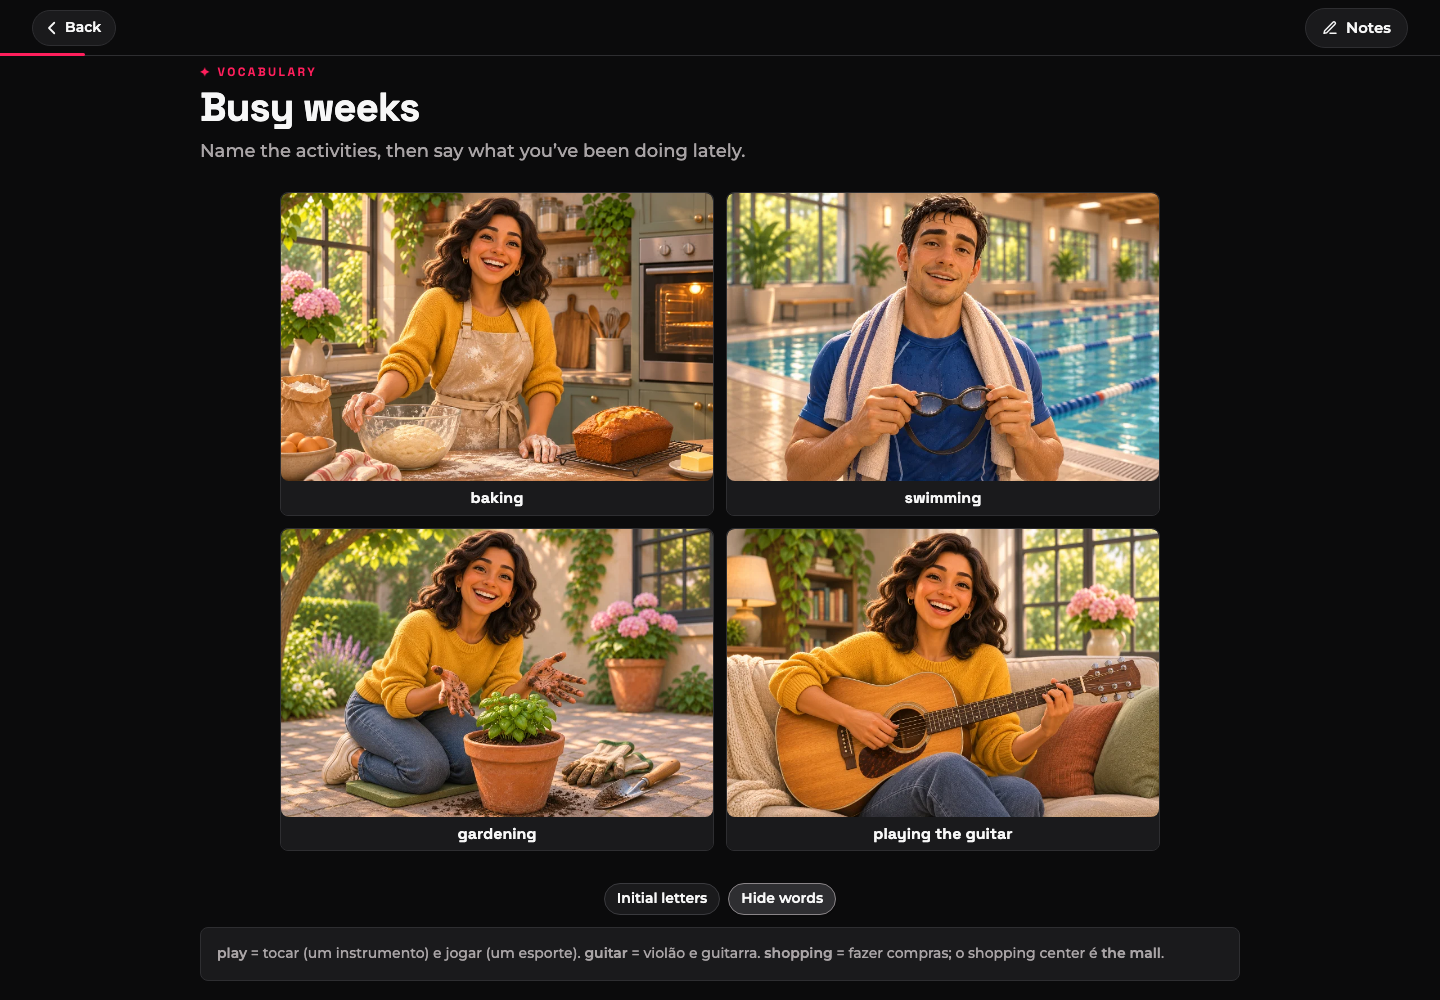 Back
Notes
✦ VOCABULARY
Busy weeks
Name the activities, then say what you've been doing lately.
baking
swimming
gardening
playing the guitar
Initial letters
Hide words
play = tocar (um instrumento) e jogar (um esporte). guitar = violão e guitarra. shopping = fazer compras; o shopping center é the mall.